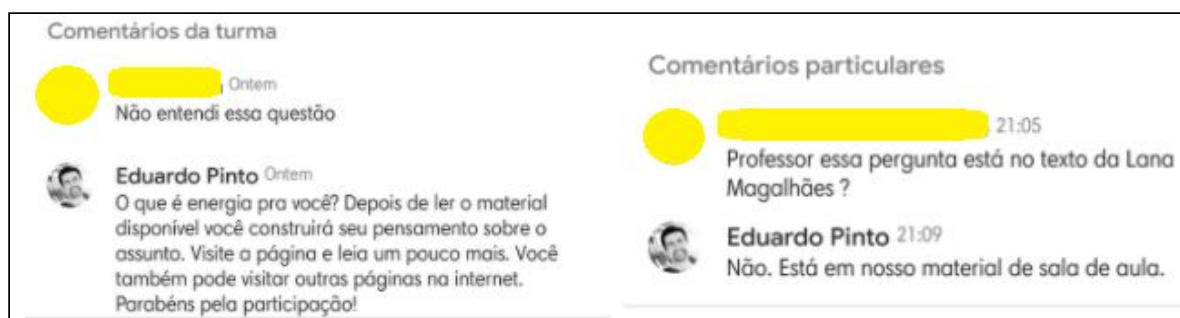 Comentários da turma
Ontem
Não entendi essa questão
Eduardo Pinto Ontem
O que é energia pra você? Depois de ler o material
disponível você construirá seu pensamento sobre o
assunto. Visite a página e leia um pouco mais. Você
também pode visitar outras páginas na internet.
Parabéns pela participação!
Comentários particulares
21:05
Professor essa pergunta está no texto da Lana
Magalhães ?
Eduardo Pinto 21:09
Não. Está em nosso material de sala de aula.